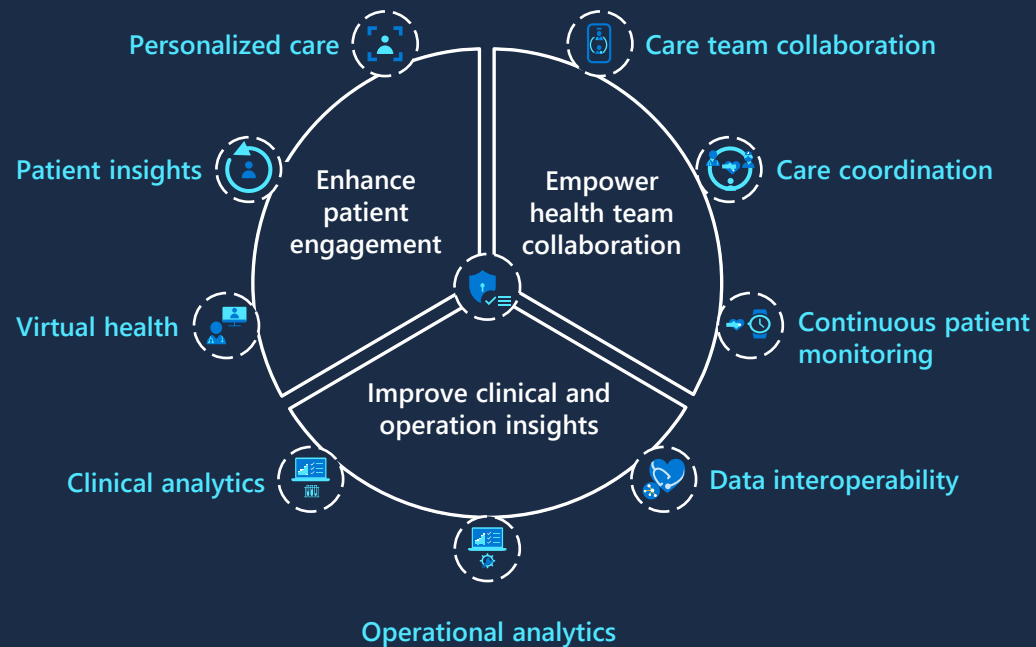 Personalized care
Care team collaboration
Patient insights
Enhance
patient
engagement
Empower
health team
collaboration
Care coordination
Virtual health
Continuous patient
monitoring
Improve clinical and
operation insights
Clinical analytics
Data interoperability
Operational analytics